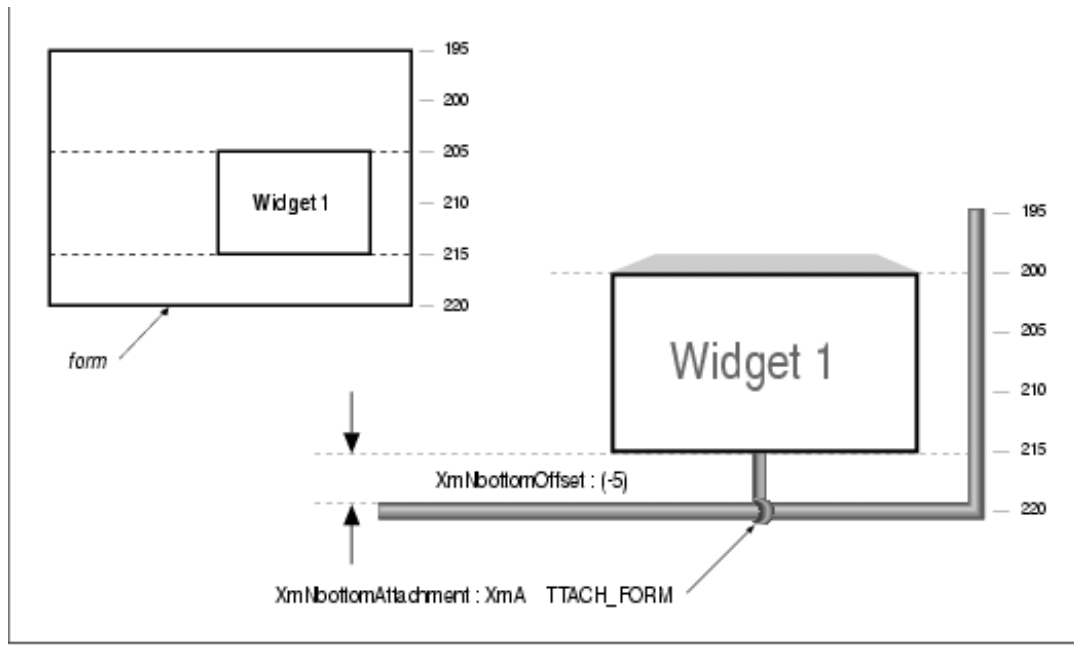 195
200
205
Widget 1
210
215
220
form
195
200
205
Widget 1
210
215
XmNbottomOffset : (-5)
220
XmNbottomAttachment : XmA TTACH_FORM